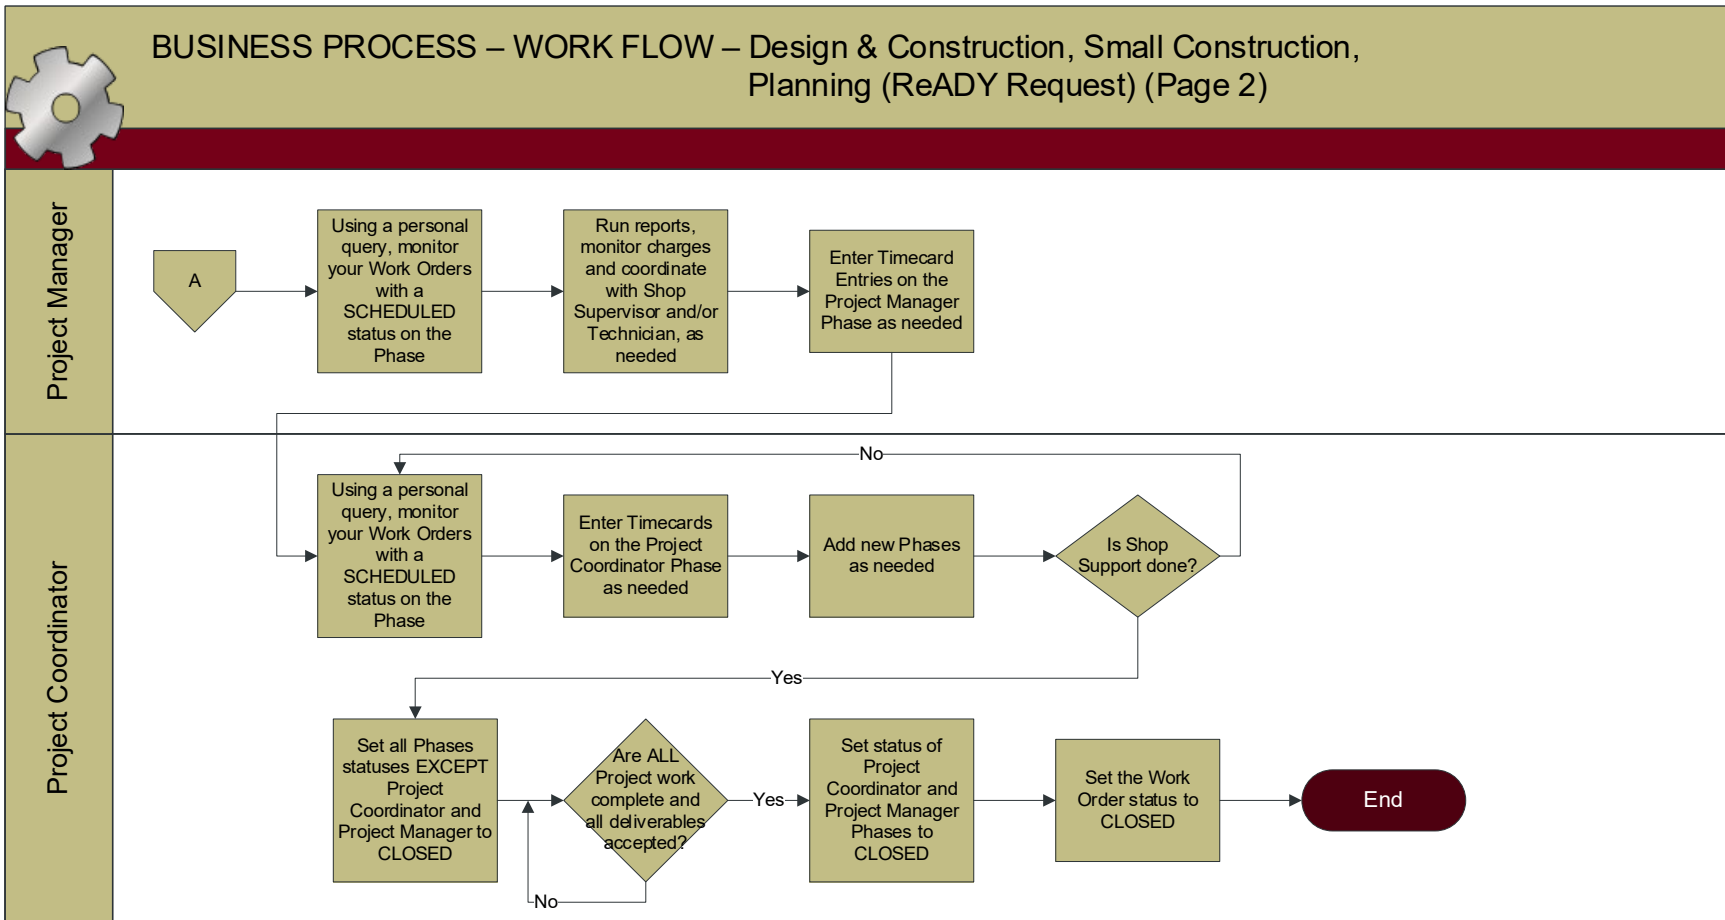 BUSINESS PROCESS – WORK FLOW – Design & Construction, Small Construction,
Planning (ReADY Request) (Page 2)
Project Manager
A
Using a personal
query, monitor
your Work Orders
with a
SCHEDULED
status on the
Phase
Run reports,
monitor charges
and coordinate
with Shop
Supervisor and/or
Technician, as
needed
Enter Timecard
Entries on the
Project Manager
Phase as needed
Project Coordinator
No
Using a personal
query, monitor
your Work Orders
with a
SCHEDULED
status on the
Phase
Enter Timecards
on the Project
Coordinator Phase
as needed
Add new Phases
as needed
Is Shop
Support done?
Yes
Set all Phases
statuses EXCEPT
Project
Coordinator and
Project Manager to
CLOSED
Are ALL
Project work
complete and
all deliverables
accepted?
No
Yes
Set status of
Project
Coordinator and
Project Manager
Phases to
CLOSED
Set the Work
Order status to
CLOSED
End